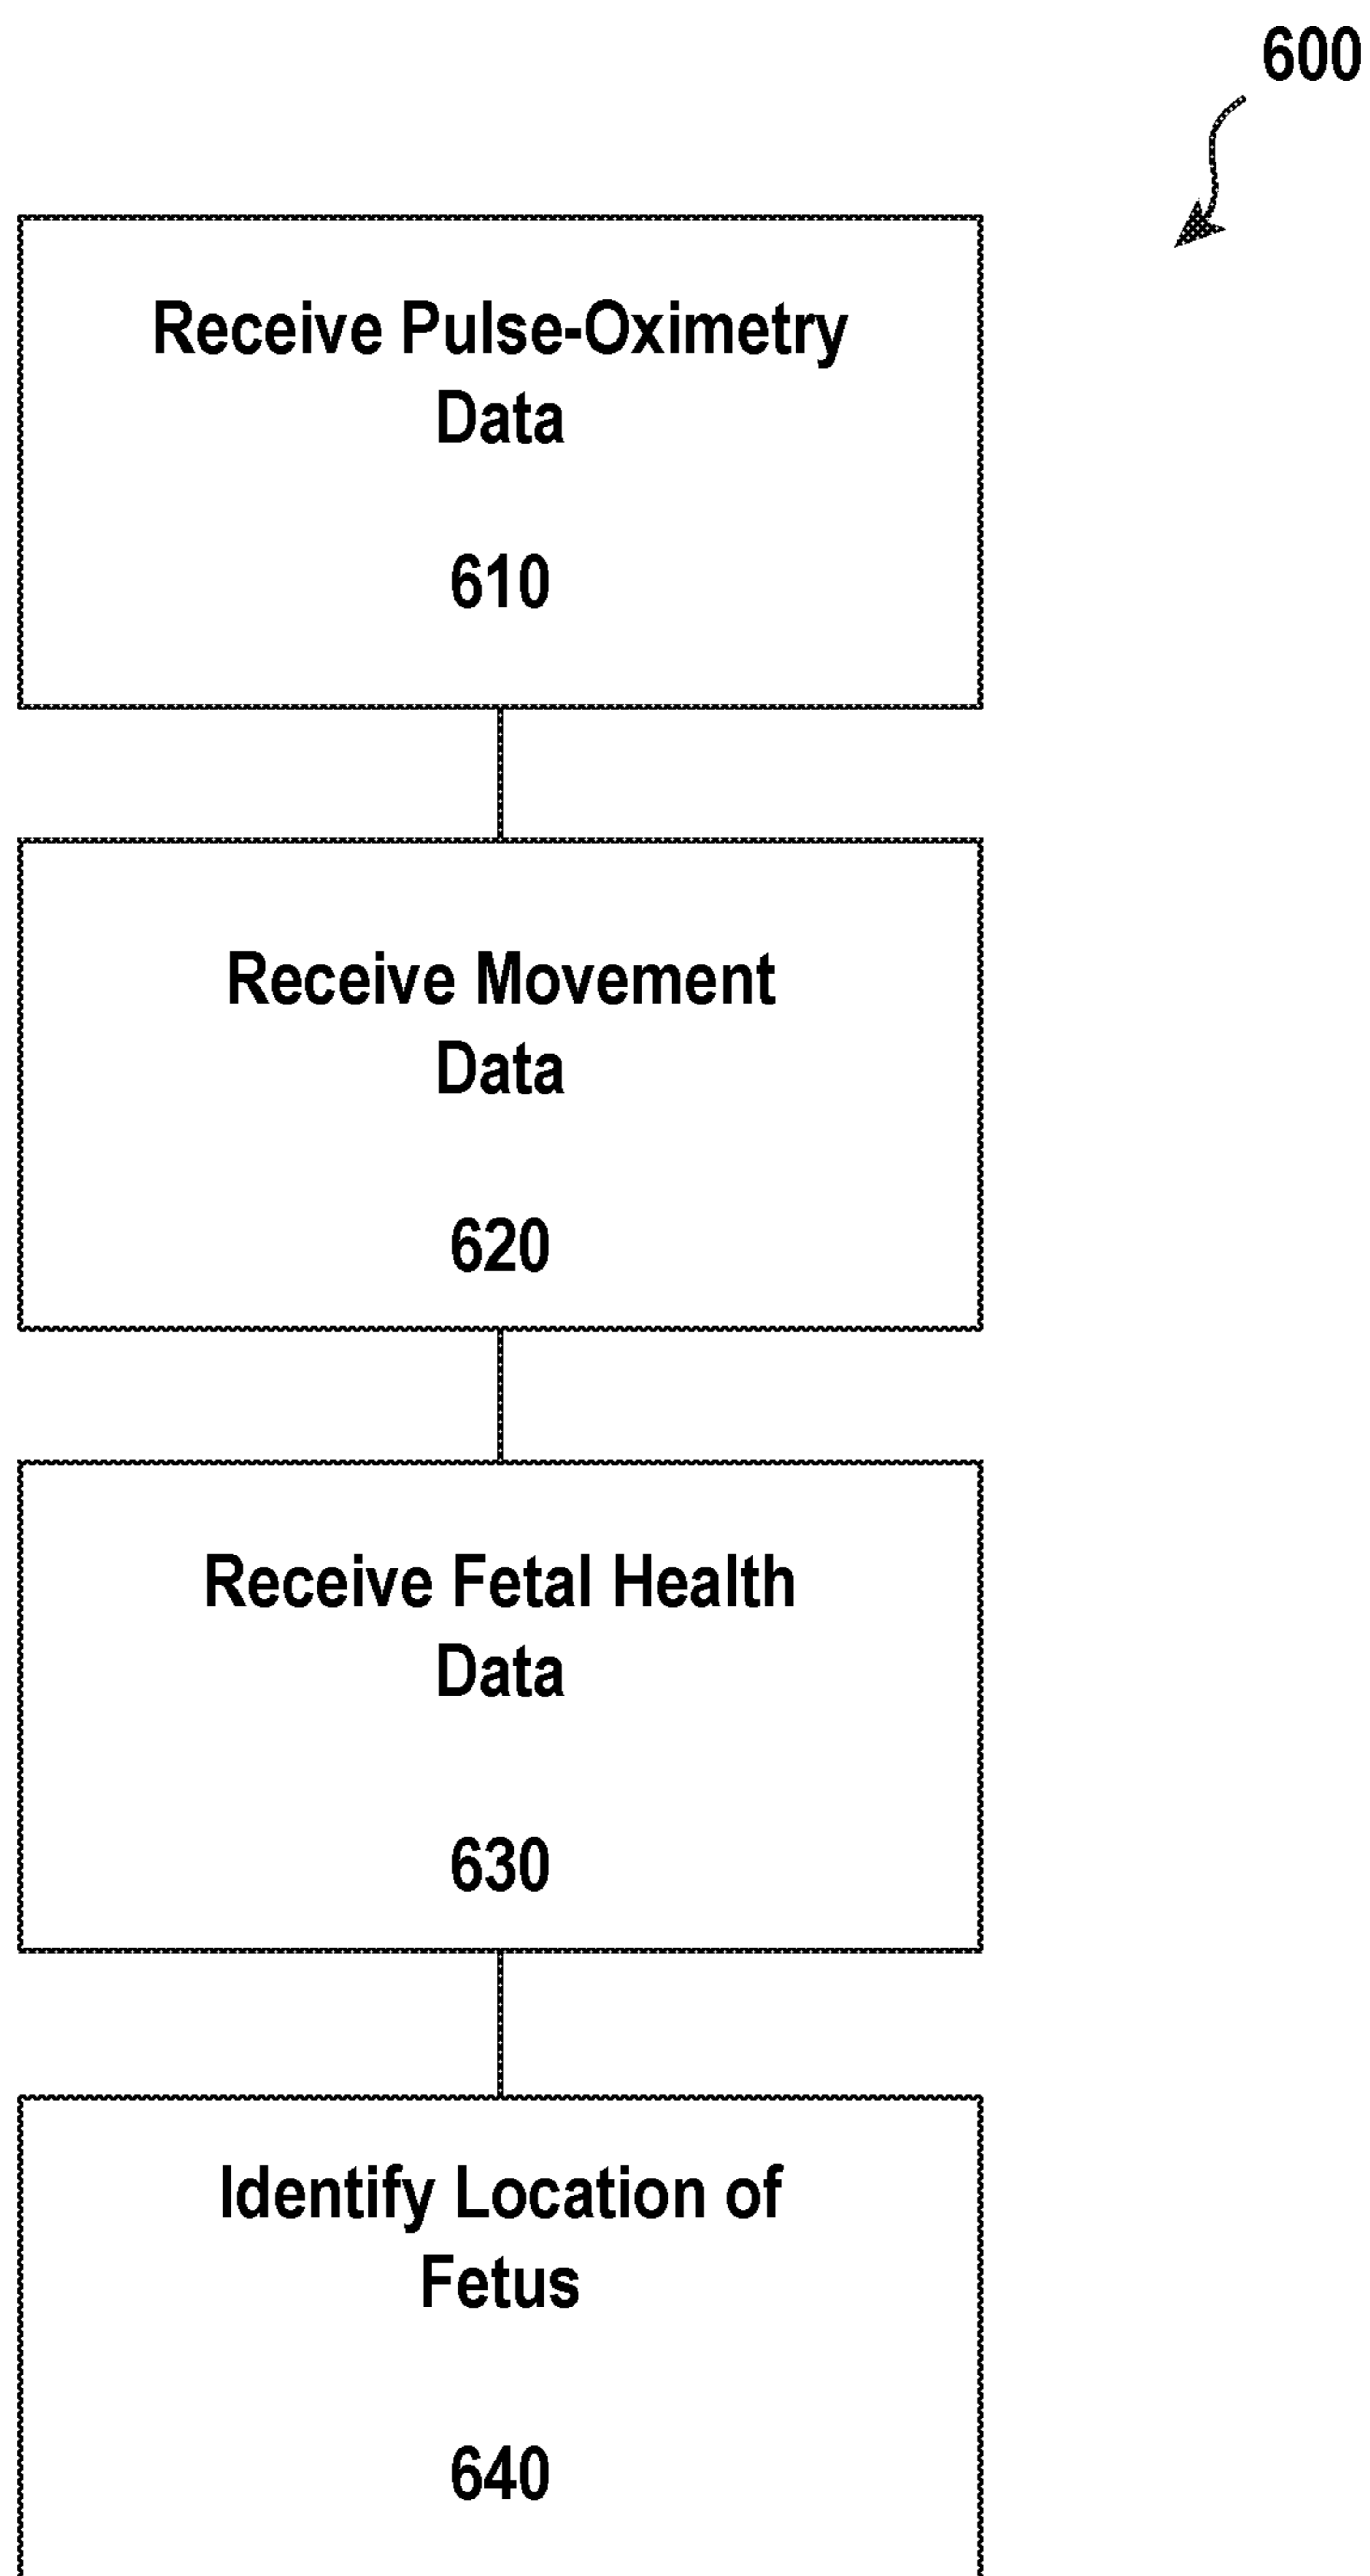 600
Receive Pulse-Oximetry
Data
610
Receive Movement
Data
620
Receive Fetal Health
Data
630
Identify Location of
Fetus
640